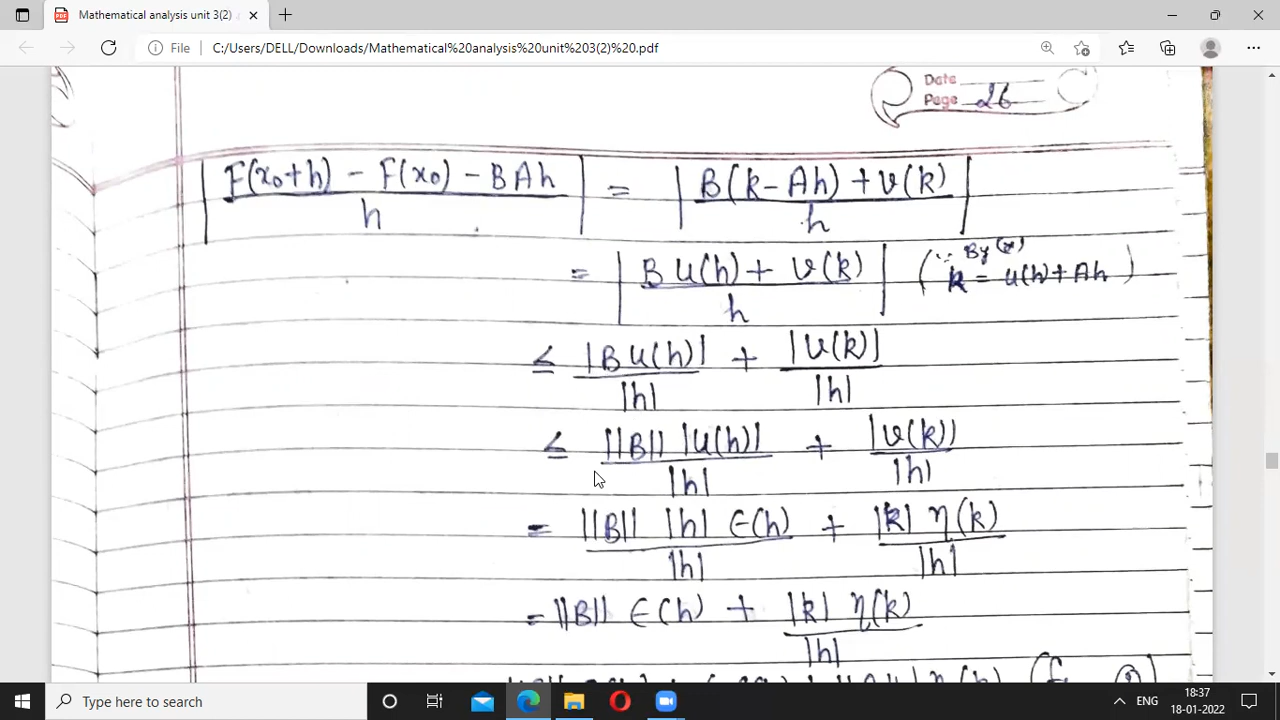 Mathematical analysis unit 3(2)
File C:/Users/DELL/Downloads/Mathematical%20analysis%20unit%203(2)%20.pdf
Date
Page 26
| F(x₀+h) - F(x₀) - BAh / h | = | B(k-Ah) + v(k) / h |
= | B u(h) + v(k) / h | (∵ By (*) k = u(h) + Ah)
≤ |B u(h)| / |h| + |v(k)| / |h|
≤ ||B|| |u(h)| / |h| + |v(k)| / |h|
= ||B|| |h| ∈(h) / |h| + |k| η(k) / |h|
= ||B|| ∈(h) + |k| η(k) / |h|
Type here to search
ENG
18:37
18-01-2022